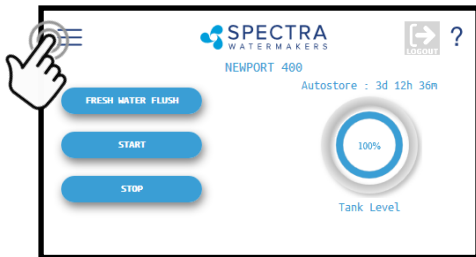 SPECTRA
WATERMAKERS
LOGOUT
?
NEWPORT 400
Autostore : 3d 12h 36m
FRESH WATER FLUSH
START
100%
STOP
Tank Level